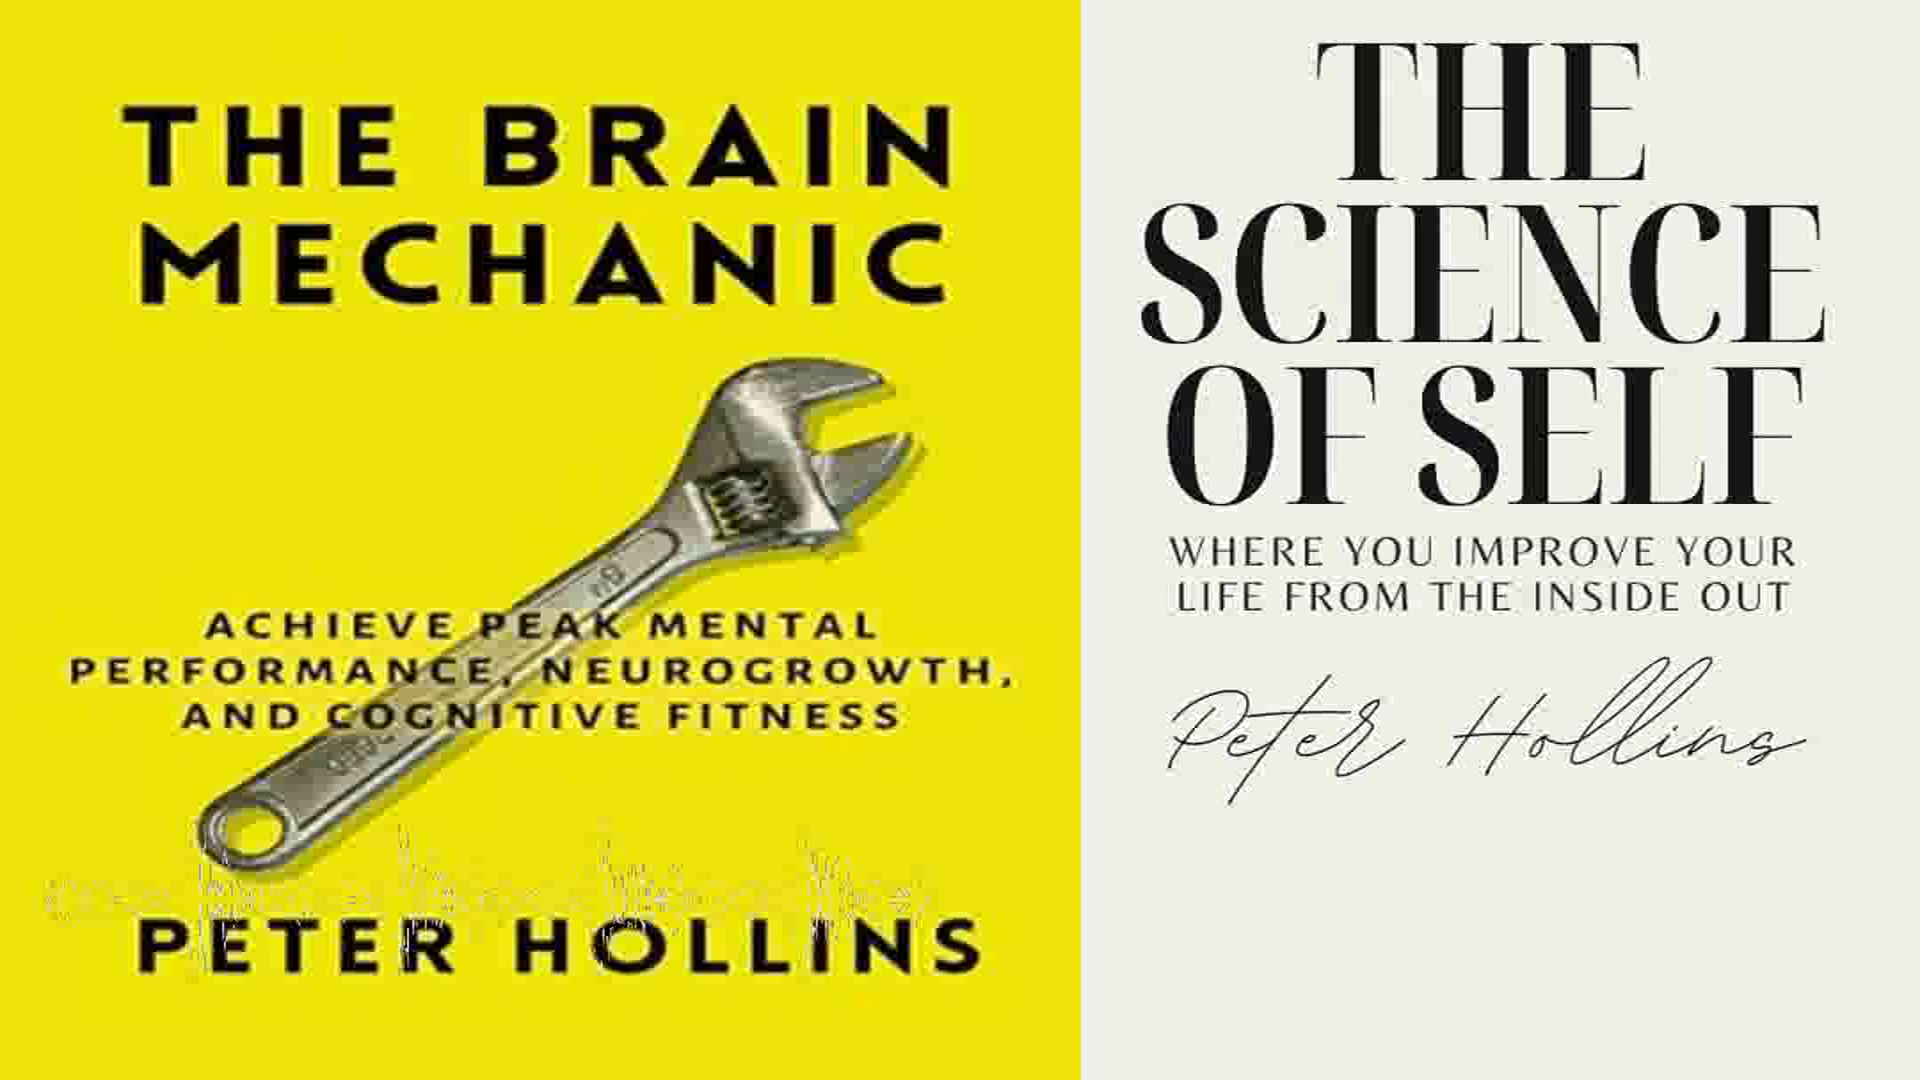 THE BRAIN
MECHANIC
ACHIEVE PEAK MENTAL
PERFORMANCE, NEUROGROWTH,
AND COGNITIVE FITNESS
PETER HOLLINS
THE
SCIENCE
OF SELF
WHERE YOU IMPROVE YOUR
LIFE FROM THE INSIDE OUT
Peter Hollins